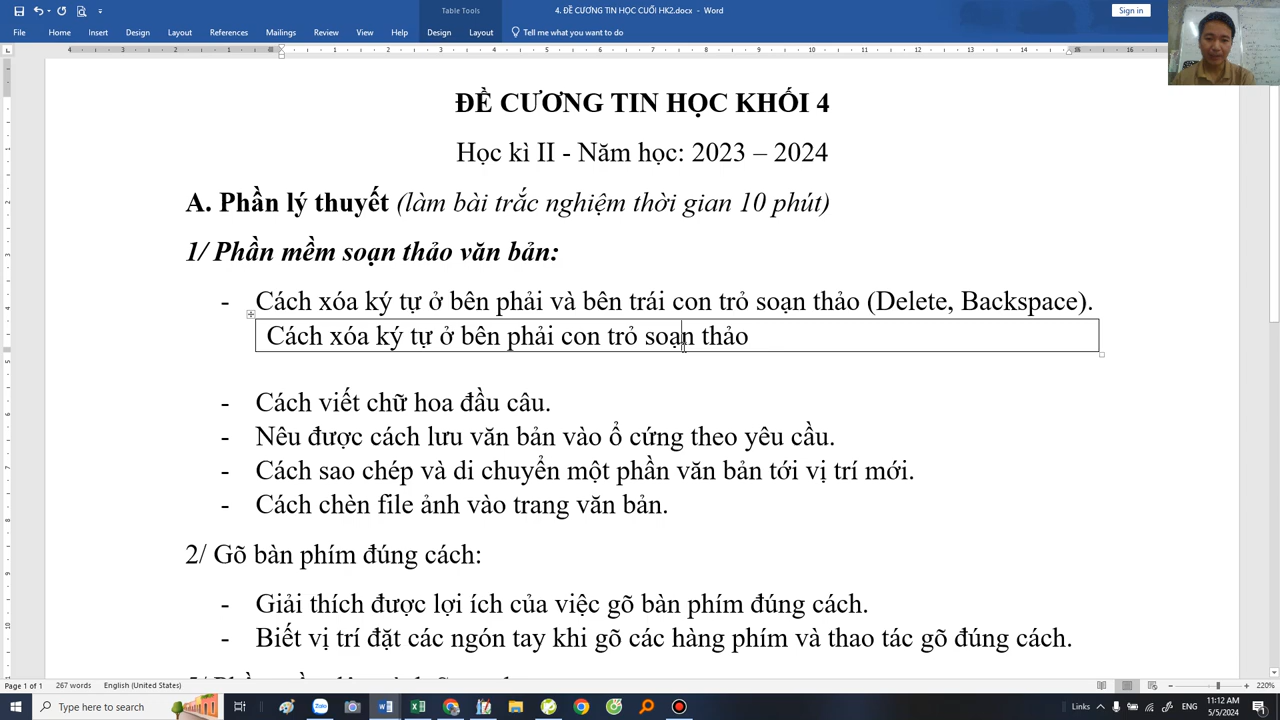 Table Tools
4. ĐỀ CƯƠNG TIN HỌC CUỐI HK2.docx - Word
Sign in
File Home Insert Design Layout References Mailings Review View Help Design Layout Tell me what you want to do
ĐỀ CƯƠNG TIN HỌC KHỐI 4
Học kì II - Năm học: 2023 – 2024
A. Phần lý thuyết (làm bài trắc nghiệm thời gian 10 phút)
1/ Phần mềm soạn thảo văn bản:
- Cách xóa ký tự ở bên phải và bên trái con trỏ soạn thảo (Delete, Backspace).
Cách xóa ký tự ở bên phải con trỏ soạn thảo
- Cách viết chữ hoa đầu câu.
- Nêu được cách lưu văn bản vào ổ cứng theo yêu cầu.
- Cách sao chép và di chuyển một phần văn bản tới vị trí mới.
- Cách chèn file ảnh vào trang văn bản.
2/ Gõ bàn phím đúng cách:
- Giải thích được lợi ích của việc gõ bàn phím đúng cách.
- Biết vị trí đặt các ngón tay khi gõ các hàng phím và thao tác gõ đúng cách.
Page 1 of 1 267 words English (United States) 220%
Type here to search
Links
ENG
11:12 AM
5/5/2024